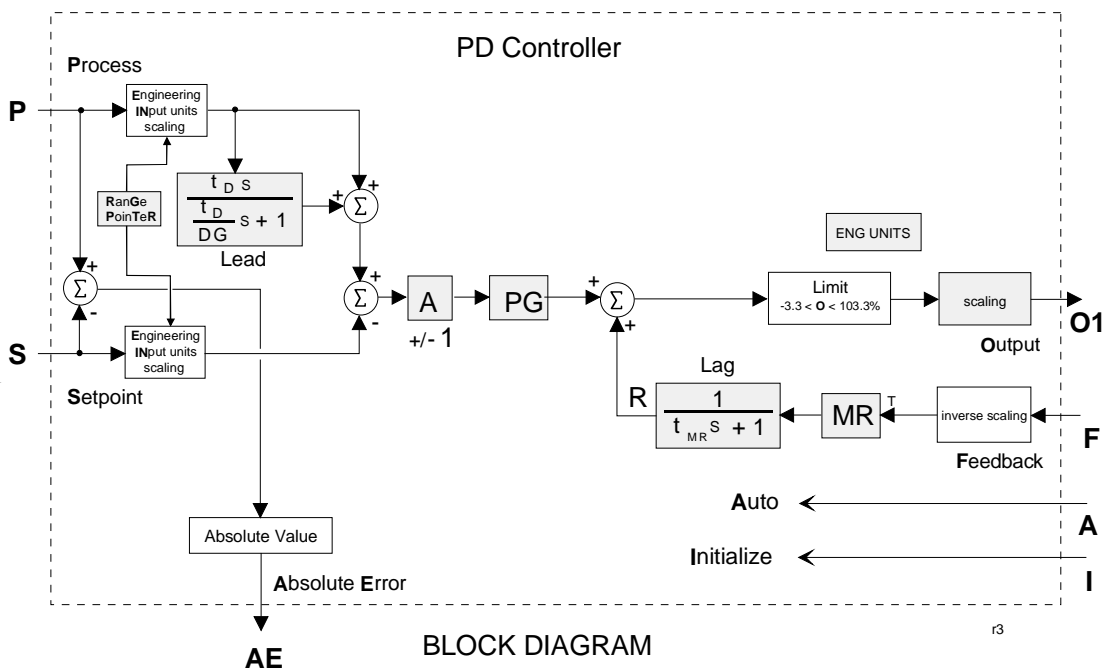 PD Controller
Process
P
Engineering
INput units
scaling
RanGe
PoinTeR
t D S
t D
DG
S + 1
Lead
+
+
Σ
+
-
Σ
+
-
Σ
A
+/- 1
PG
+
+
Σ
ENG UNITS
Limit
-3.3 < O < 103.3%
scaling
O1
Output
S
Engineering
INput units
scaling
Setpoint
Lag
R
1
t MR S + 1
MR
T
inverse scaling
F
Feedback
Auto
A
Initialize
I
Absolute Value
Absolute Error
AE
BLOCK DIAGRAM
r3